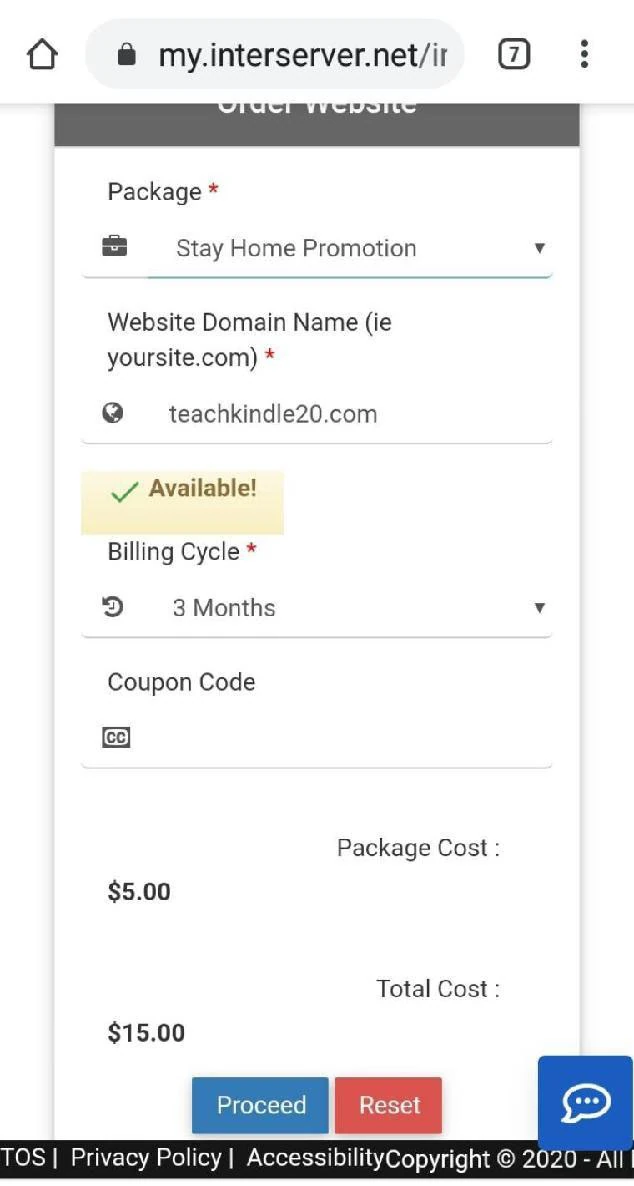 my.interserver.net/ir
7
Order Website
Package *
Stay Home Promotion
Website Domain Name (ie
yoursite.com) *
teachkindle20.com
Available!
Billing Cycle *
3 Months
Coupon Code
CC
Package Cost :
$5.00
Total Cost :
$15.00
Proceed Reset
TOS | Privacy Policy | AccessibilityCopyright © 2020 - All